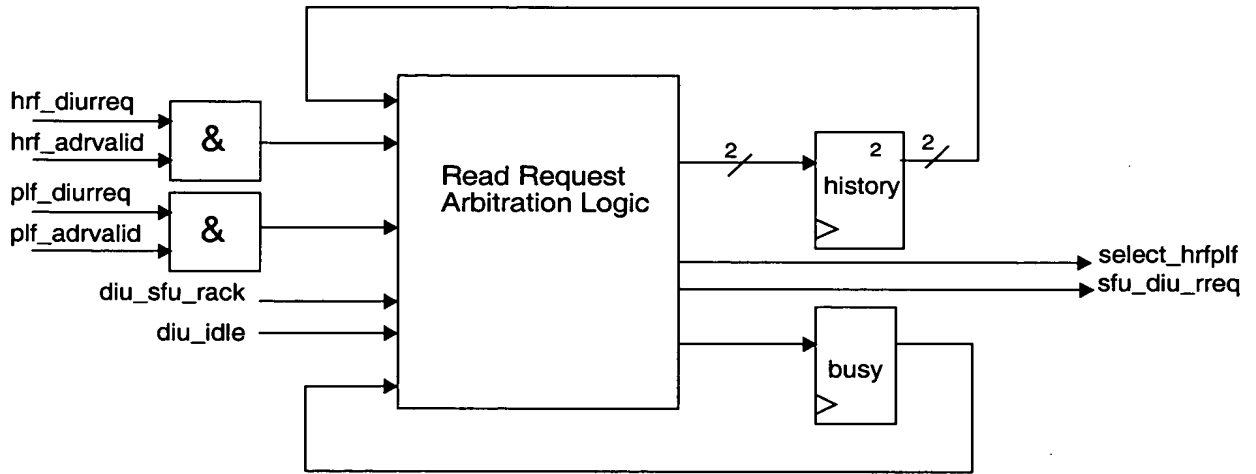 hrf_diurreq
hrf_adrvalid
&
plf_diurreq
plf_adrvalid
&
diu_sfu_rack
diu_idle
Read Request
Arbitration Logic
2
2
2
history
select_hrfplf
sfu_diu_rreq
busy